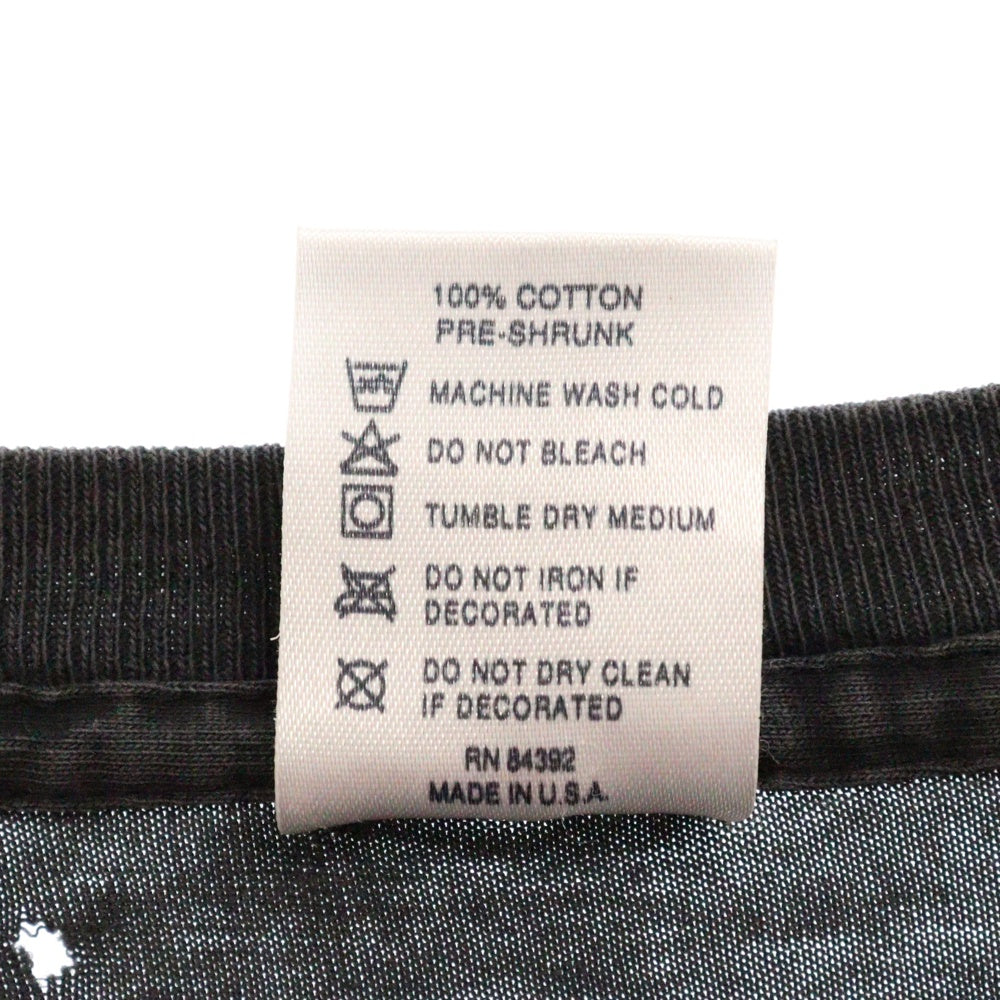 100% COTTON
PRE-SHRUNK
MACHINE WASH COLD
DO NOT BLEACH
TUMBLE DRY MEDIUM
DO NOT IRON IF
DECORATED
DO NOT DRY CLEAN
IF DECORATED
RN 84392
MADE IN U.S.A.